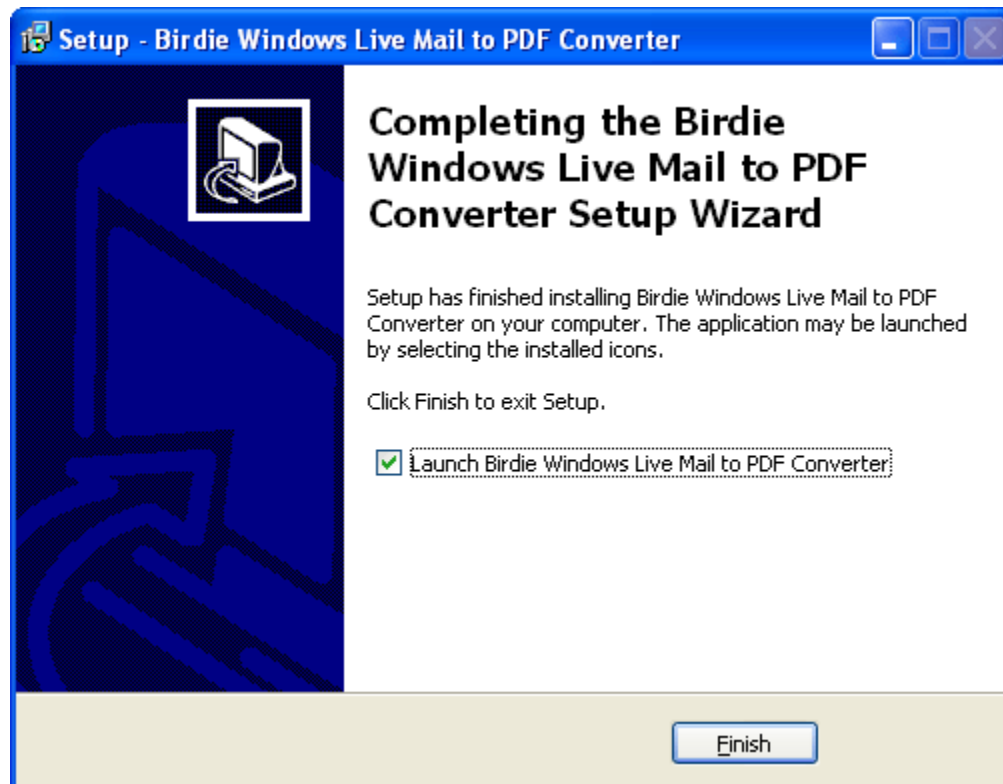 Setup - Birdie Windows Live Mail to PDF Converter
Completing the Birdie
Windows Live Mail to PDF
Converter Setup Wizard
Setup has finished installing Birdie Windows Live Mail to PDF
Converter on your computer. The application may be launched
by selecting the installed icons.
Click Finish to exit Setup.
Launch Birdie Windows Live Mail to PDF Converter
Finish